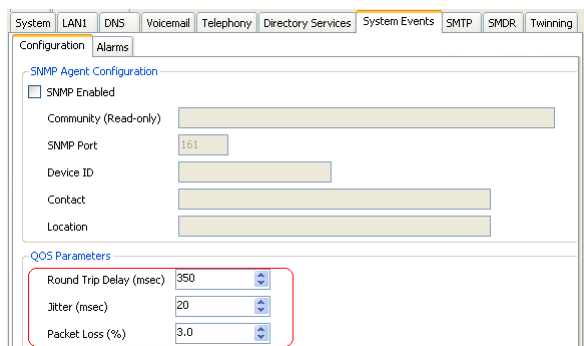 System LAN1 DNS Voicemail Telephony Directory Services System Events SMTP SMDR Twinning
Configuration Alarms
SNMP Agent Configuration
SNMP Enabled
Community (Read-only)
SNMP Port 161
Device ID
Contact
Location
QOS Parameters
Round Trip Delay (msec) 350
Jitter (msec) 20
Packet Loss (%) 3.0